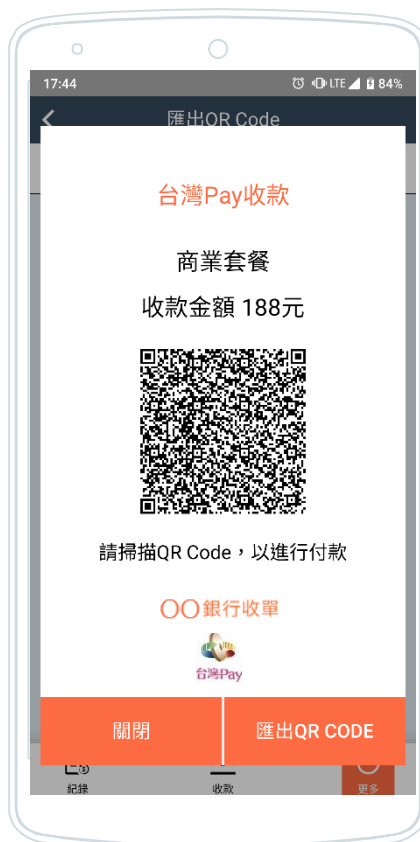 17:44 LTE 84%
匯出QR Code
台灣Pay收款
商業套餐
收款金額 188元
請掃描QR Code，以進行付款
OO銀行收單
台灣Pay
關閉 匯出QR CODE
紀錄 收款 更多